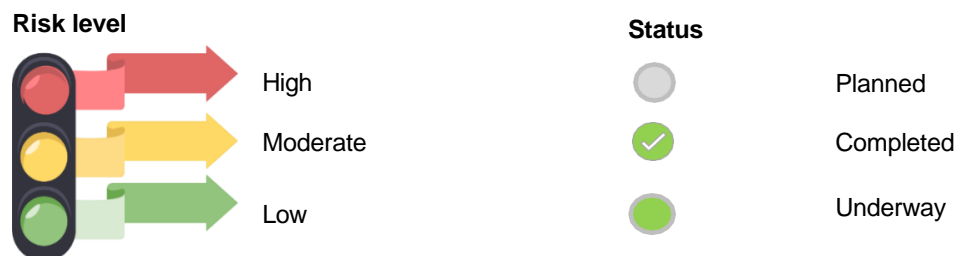 Risk level
Status
High
Planned
Moderate
Completed
Low
Underway